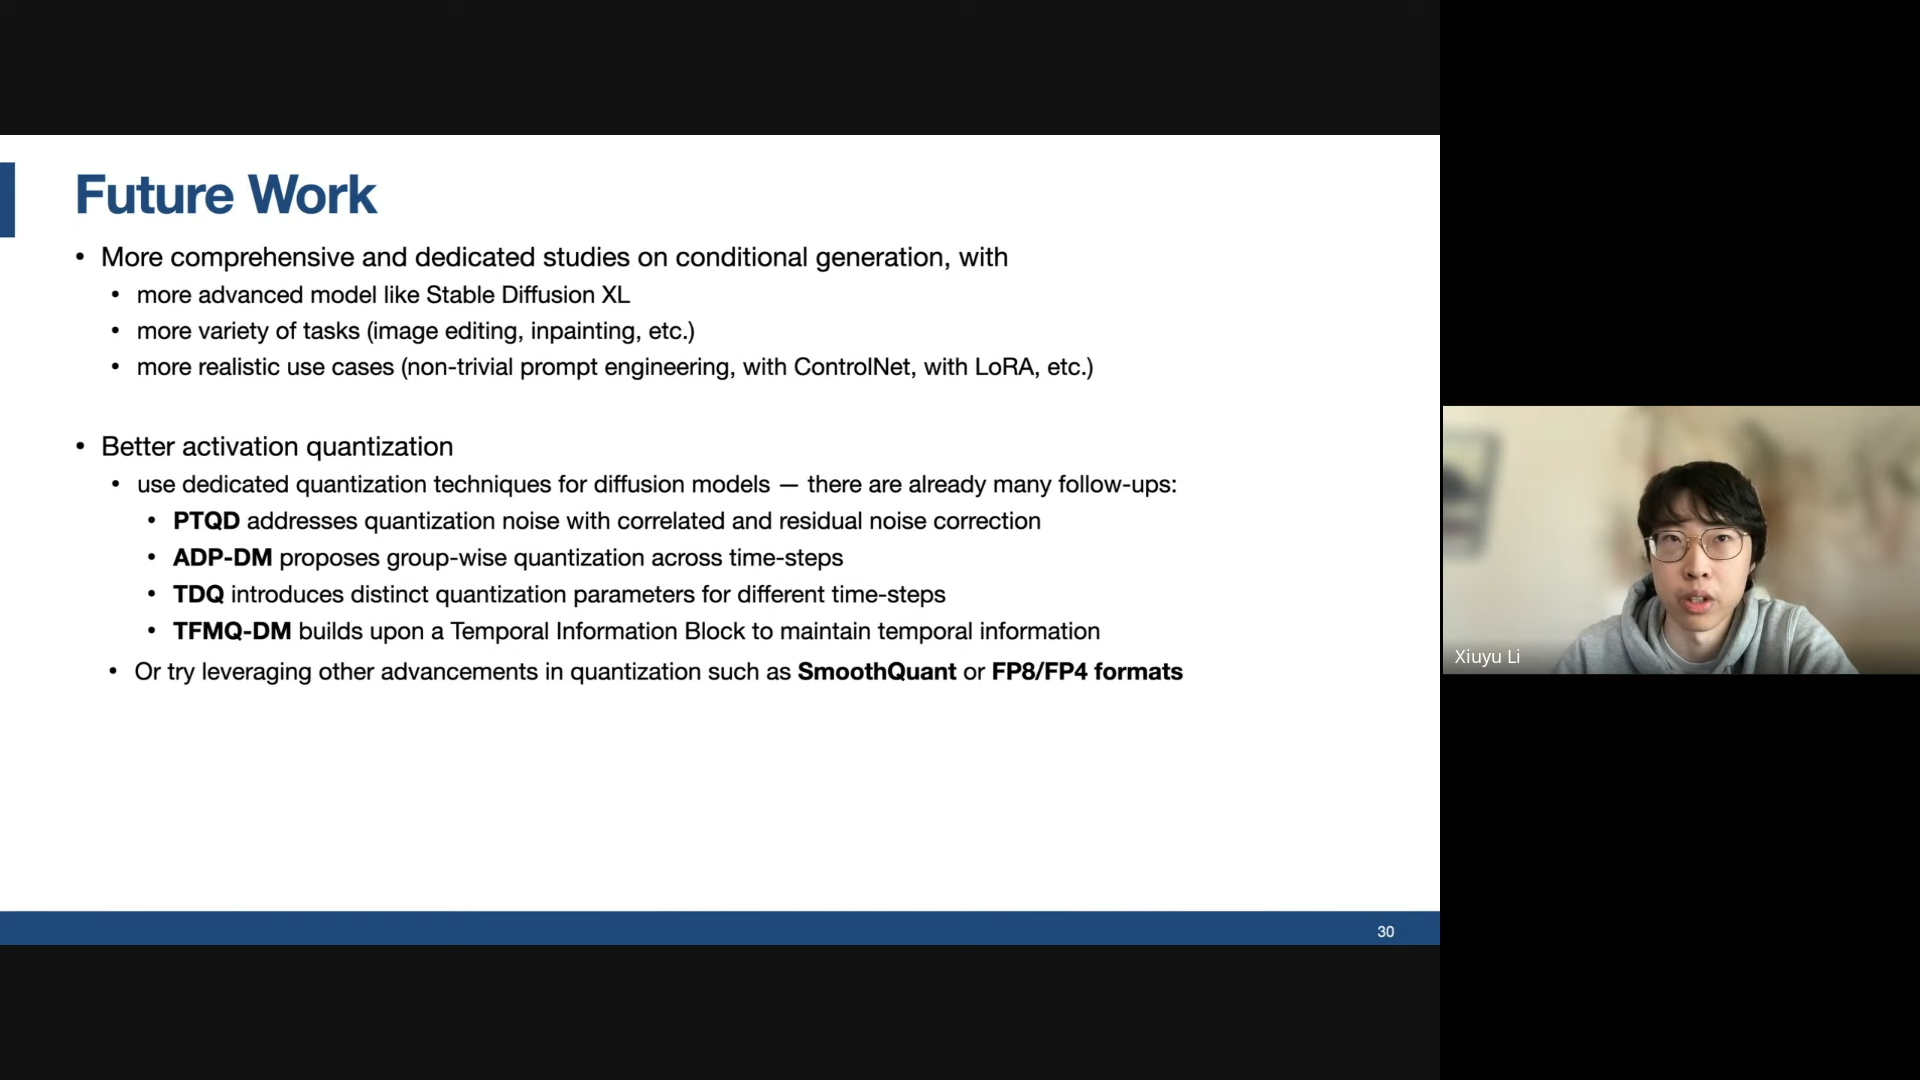 Future Work
• More comprehensive and dedicated studies on conditional generation, with
• more advanced model like Stable Diffusion XL
• more variety of tasks (image editing, inpainting, etc.)
• more realistic use cases (non-trivial prompt engineering, with ControlNet, with LoRA, etc.)
• Better activation quantization
• use dedicated quantization techniques for diffusion models — there are already many follow-ups:
• PTQD addresses quantization noise with correlated and residual noise correction
• ADP-DM proposes group-wise quantization across time-steps
• TDQ introduces distinct quantization parameters for different time-steps
• TFMQ-DM builds upon a Temporal Information Block to maintain temporal information
• Or try leveraging other advancements in quantization such as SmoothQuant or FP8/FP4 formats
30
Xiuyu Li